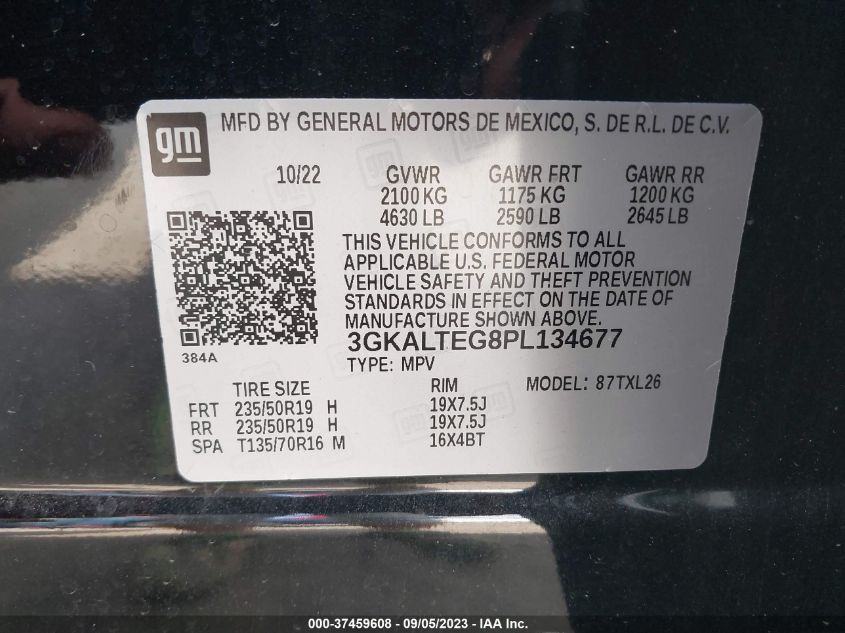 gm
MFD BY GENERAL MOTORS DE MEXICO, S. DE R.L. DE C.V.
10/22 GVWR GAWR FRT GAWR RR
2100 KG 1175 KG 1200 KG
4630 LB 2590 LB 2645 LB
THIS VEHICLE CONFORMS TO ALL
APPLICABLE U.S. FEDERAL MOTOR
VEHICLE SAFETY AND THEFT PREVENTION
STANDARDS IN EFFECT ON THE DATE OF
MANUFACTURE SHOWN ABOVE.
3GKALTEG8PL134677
384A
TYPE: MPV
TIRE SIZE RIM MODEL: 87TXL26
FRT 235/50R19 H 19X7.5J
RR 235/50R19 H 19X7.5J
SPA T135/70R16 M 16X4BT
000-37459608 - 09/05/2023 - IAA Inc.